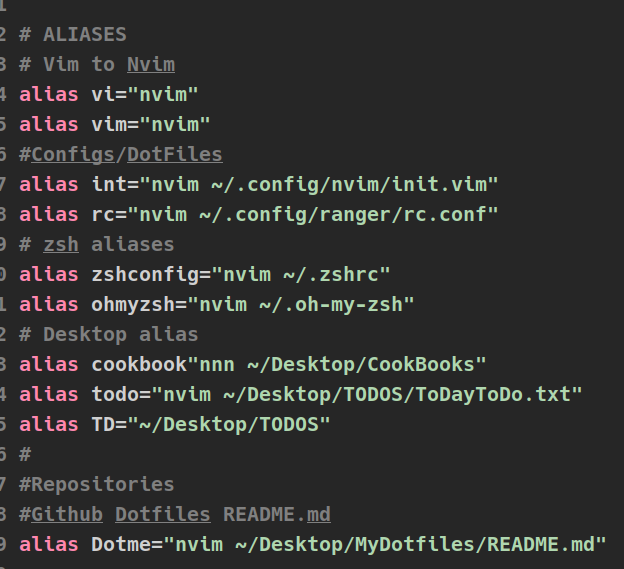 1
2 # ALIASES
3 # Vim to Nvim
4 alias vi="nvim"
5 alias vim="nvim"
6 #Configs/DotFiles
7 alias int="nvim ~/.config/nvim/init.vim"
8 alias rc="nvim ~/.config/ranger/rc.conf"
9 # zsh aliases
0 alias zshconfig="nvim ~/.zshrc"
1 alias ohmyzsh="nvim ~/.oh-my-zsh"
2 # Desktop alias
3 alias cookbook"nnn ~/Desktop/CookBooks"
4 alias todo="nvim ~/Desktop/TODOS/ToDayToDo.txt"
5 alias TD="~/Desktop/TODOS"
6 #
7 #Repositories
8 #Github Dotfiles README.md
9 alias Dotme="nvim ~/Desktop/MyDotfiles/README.md"